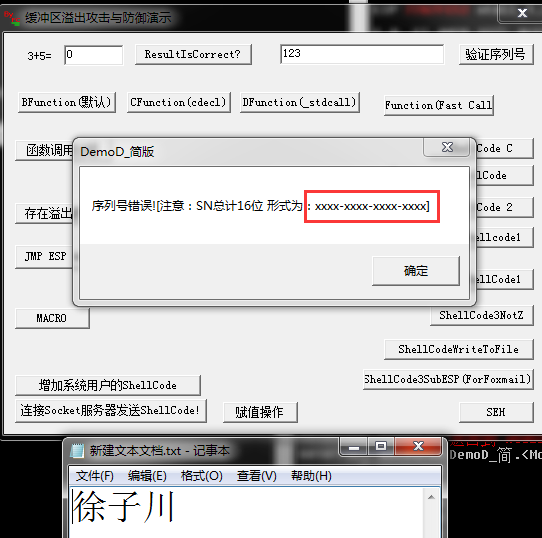 缓冲区溢出攻击与防御演示
3+5=
0
ResultIsCorrect?
123
验证序列号
BFunction(默认)
CFunction(cdecl)
DFunction(_stdcall)
Function(Fast Call
函数调用
DemoD_简版
Code C
lCode
序列号错误![注意：SN总计16位 形式为：xxxx-xxxx-xxxx-xxxx]
存在溢出
Code 2
ellcode1
JMP ESP
确定
lCode1
MACRO
ShellCode3NotZ
ShellCodeWriteToFile
增加系统用户的ShellCode
ShellCode3SubESP(ForFoxmail)
连接Socket服务器发送ShellCode!
赋值操作
SEH
新建文本文档.txt - 记事本
DemoD_简.<Mo
文件(F) 编辑(E) 格式(O) 查看(V) 帮助(H)
徐子川